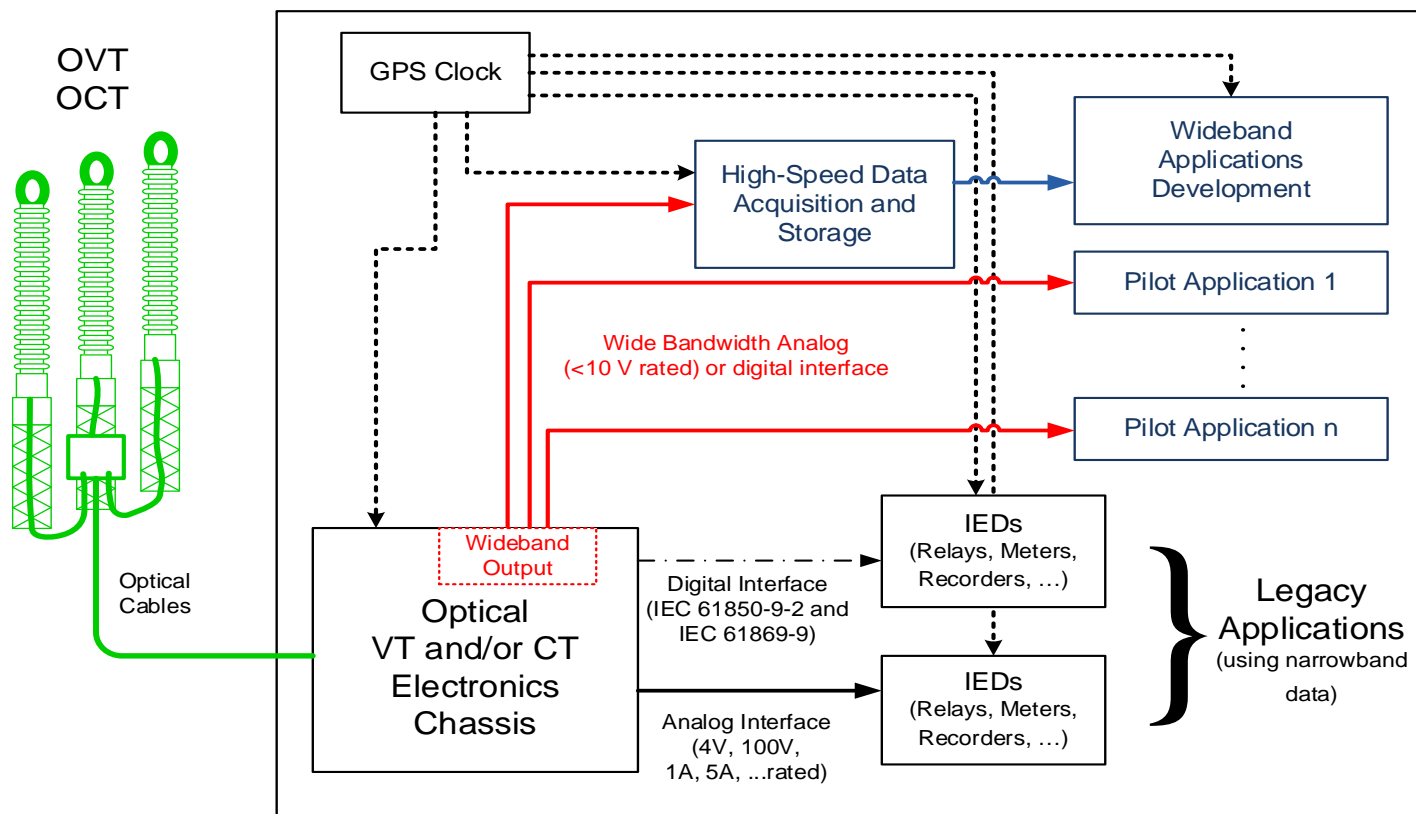 OVT
OCT
GPS Clock
Wideband
Applications
Development
High-Speed Data
Acquisition and
Storage
Pilot Application 1
Wide Bandwidth Analog
(<10 V rated) or digital interface
Pilot Application n
Wideband
Output
IEDs
(Relays, Meters,
Recorders, …)
Digital Interface
(IEC 61850-9-2 and
IEC 61869-9)
Optical
Cables
Optical
VT and/or CT
Electronics
Chassis
Legacy
Applications
(using narrowband
data)
IEDs
(Relays, Meters,
Recorders, …)
Analog Interface
(4V, 100V,
1A, 5A, ...rated)